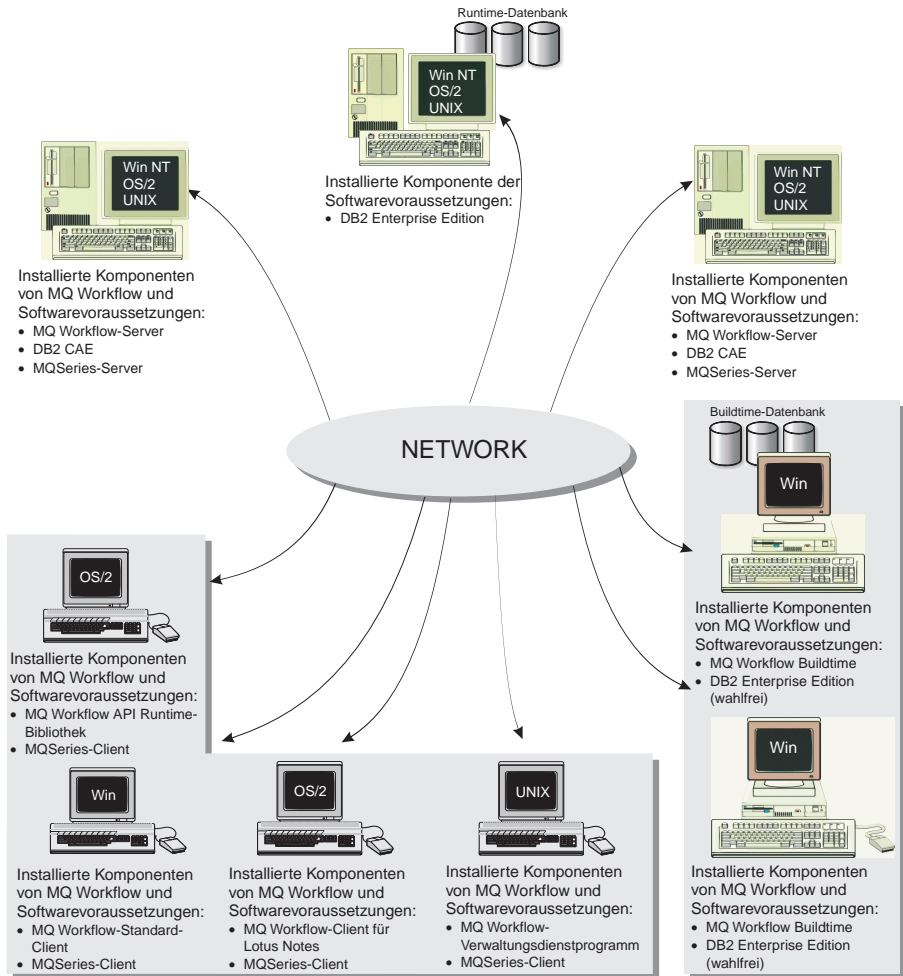 Runtime-Datenbank
Win NT
OS/2
UNIX
Installierte Komponente der
Softwarevoraussetzungen:
• DB2 Enterprise Edition
Win NT
OS/2
UNIX
Installierte Komponenten
von MQ Workflow und
Softwarevoraussetzungen:
• MQ Workflow-Server
• DB2 CAE
• MQSeries-Server
Win NT
OS/2
UNIX
Installierte Komponenten
von MQ Workflow und
Softwarevoraussetzungen:
• MQ Workflow-Server
• DB2 CAE
• MQSeries-Server
NETWORK
Buildtime-Datenbank
Win
Installierte Komponenten
von MQ Workflow und
Softwarevoraussetzungen:
• MQ Workflow Buildtime
• DB2 Enterprise Edition
(wahlfrei)
OS/2
Installierte Komponenten
von MQ Workflow und
Softwarevoraussetzungen:
• MQ Workflow API Runtime-
Bibliothek
• MQSeries-Client
Win
Installierte Komponenten
von MQ Workflow und
Softwarevoraussetzungen:
• MQ Workflow-Standard-
Client
• MQSeries-Client
OS/2
Installierte Komponenten
von MQ Workflow und
Softwarevoraussetzungen:
• MQ Workflow-Client für
Lotus Notes
• MQSeries-Client
UNIX
Installierte Komponenten
von MQ Workflow und
Softwarevoraussetzungen:
• MQ Workflow-
Verwaltungsdienstprogramm
• MQSeries-Client
Win
Installierte Komponenten
von MQ Workflow und
Softwarevoraussetzungen:
• MQ Workflow Buildtime
• DB2 Enterprise Edition
(wahlfrei)